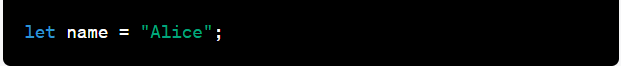 let name = "Alice";